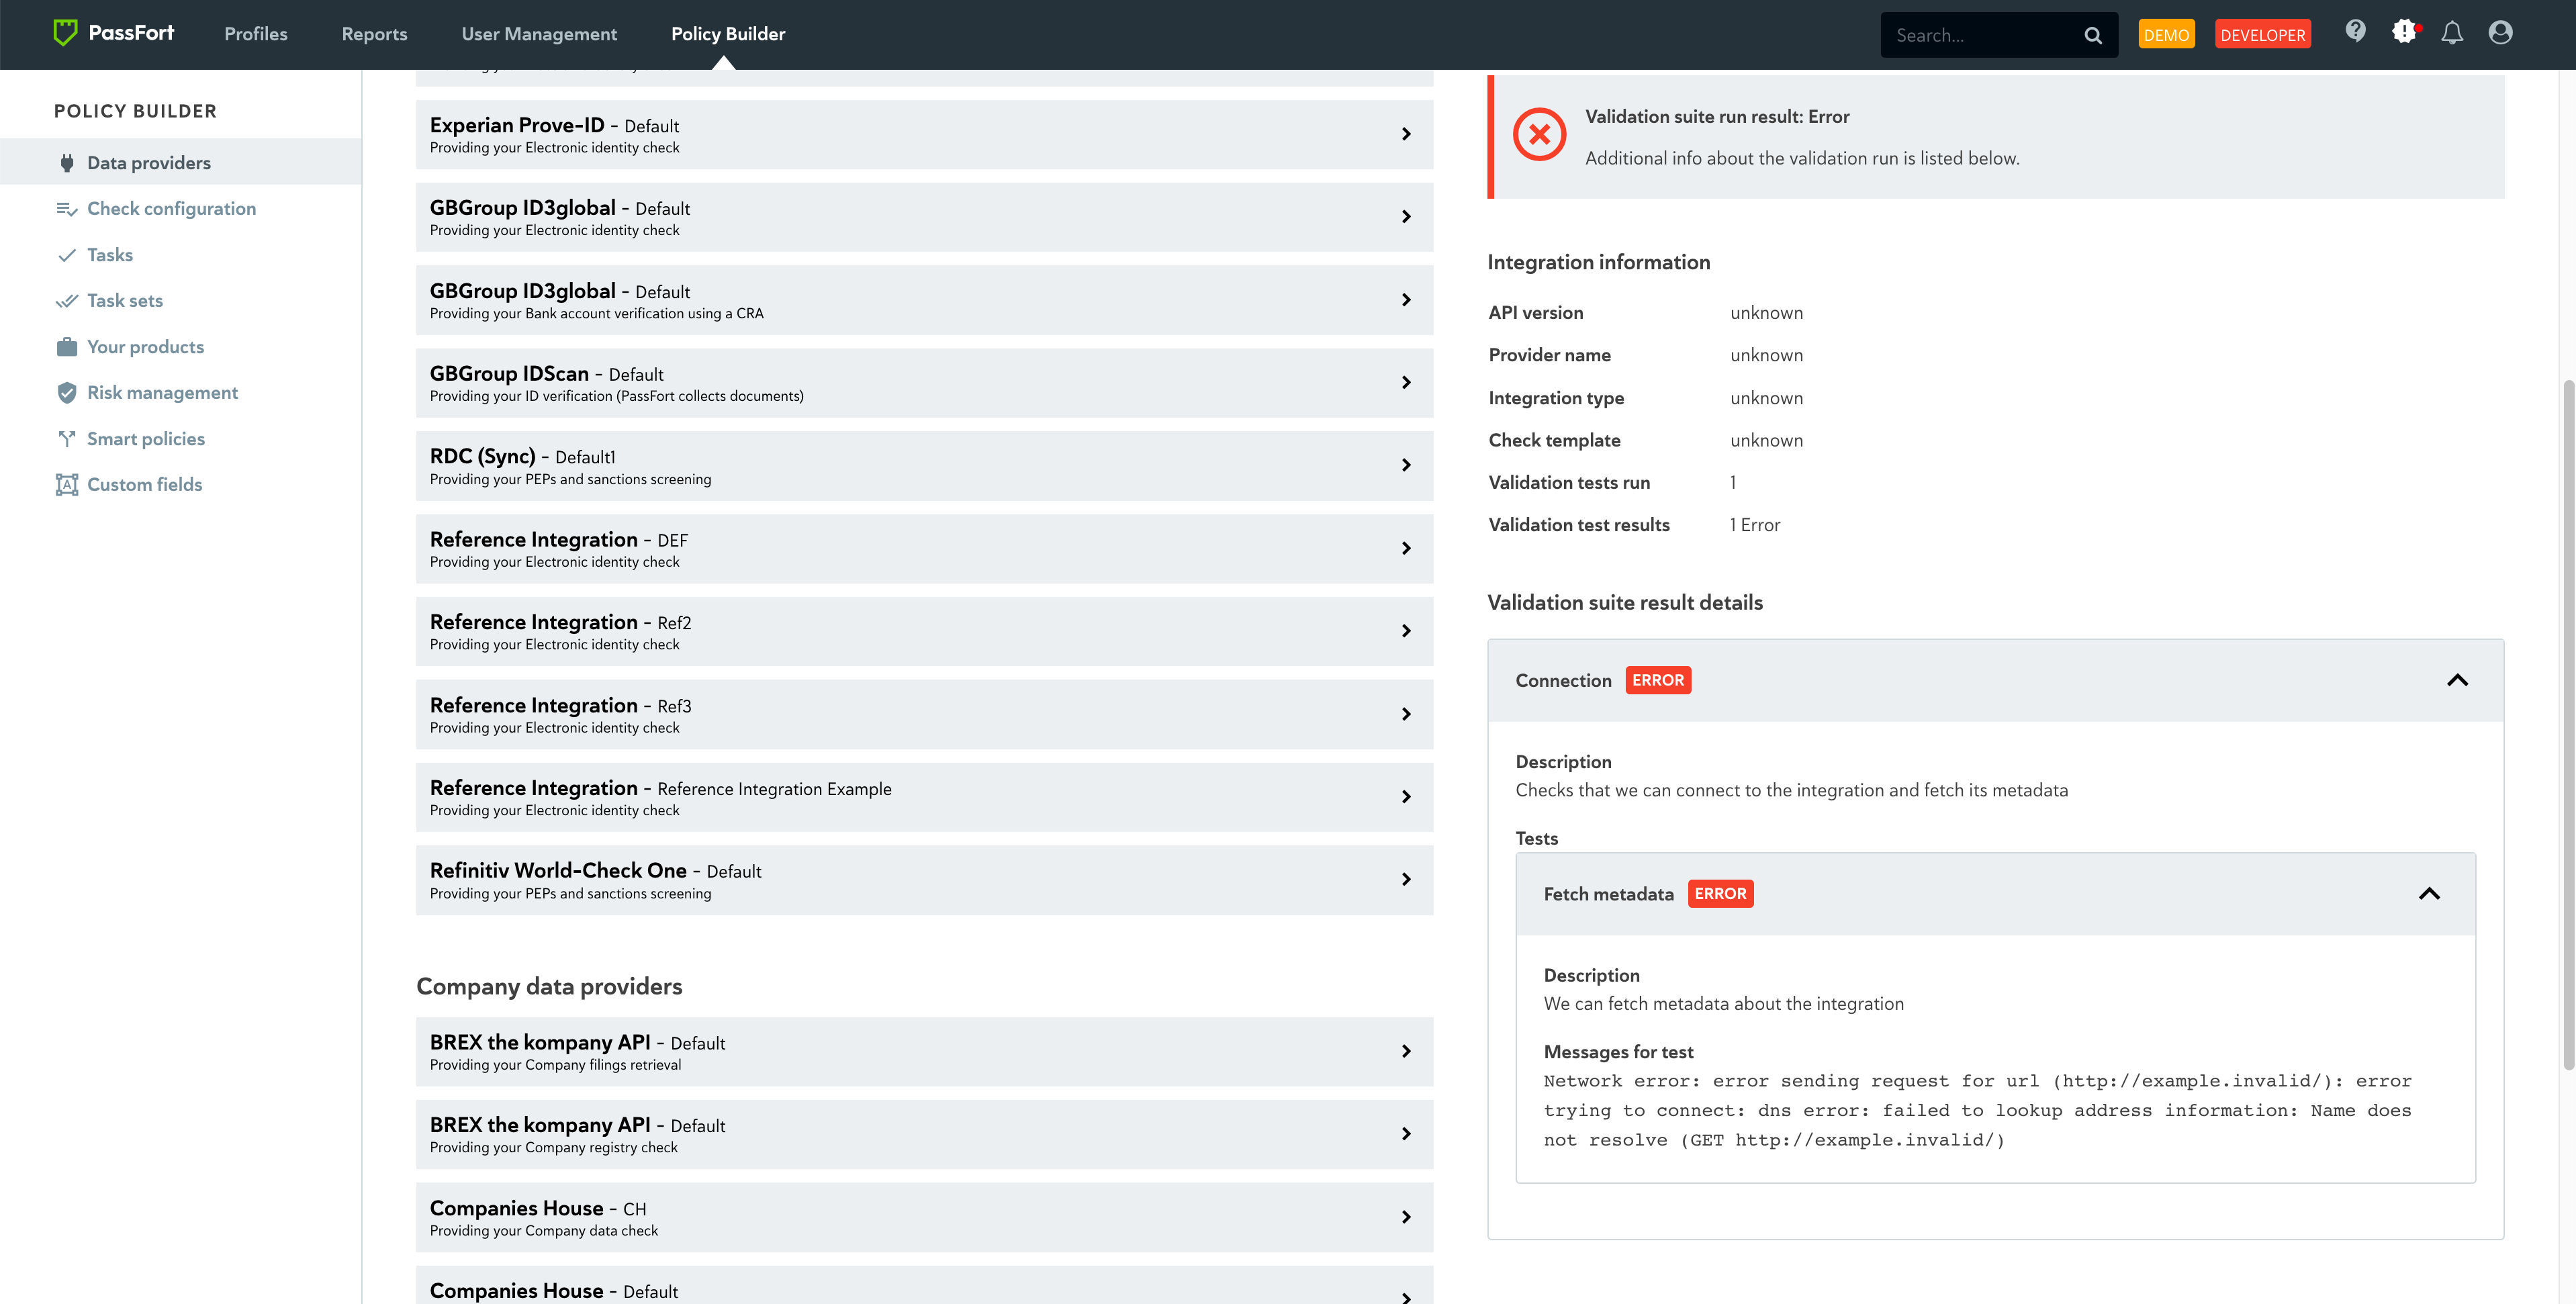 PassFort
Profiles
Reports
User Management
Policy Builder
Search...
DEMO
DEVELOPER
POLICY BUILDER
Data providers
Check configuration
Tasks
Task sets
Your products
Risk management
Smart policies
Custom fields
Experian Prove-ID - Default
Providing your Electronic identity check
GBGroup ID3global - Default
Providing your Electronic identity check
GBGroup ID3global - Default
Providing your Bank account verification using a CRA
GBGroup IDScan - Default
Providing your ID verification (PassFort collects documents)
RDC (Sync) - Default1
Providing your PEPs and sanctions screening
Reference Integration - DEF
Providing your Electronic identity check
Reference Integration - Ref2
Providing your Electronic identity check
Reference Integration - Ref3
Providing your Electronic identity check
Reference Integration - Reference Integration Example
Providing your Electronic identity check
Refinitiv World-Check One - Default
Providing your PEPs and sanctions screening
Company data providers
BREX the kompany API - Default
Providing your Company filings retrieval
BREX the kompany API - Default
Providing your Company registry check
Companies House - CH
Providing your Company data check
Companies House - Default
Validation suite run result: Error
Additional info about the validation run is listed below.
Integration information
API version unknown
Provider name unknown
Integration type unknown
Check template unknown
Validation tests run 1
Validation test results 1 Error
Validation suite result details
Connection ERROR
Description
Checks that we can connect to the integration and fetch its metadata
Tests
Fetch metadata ERROR
Description
We can fetch metadata about the integration
Messages for test
Network error: error sending request for url (http://example.invalid/): error
trying to connect: dns error: failed to lookup address information: Name does
not resolve (GET http://example.invalid/)